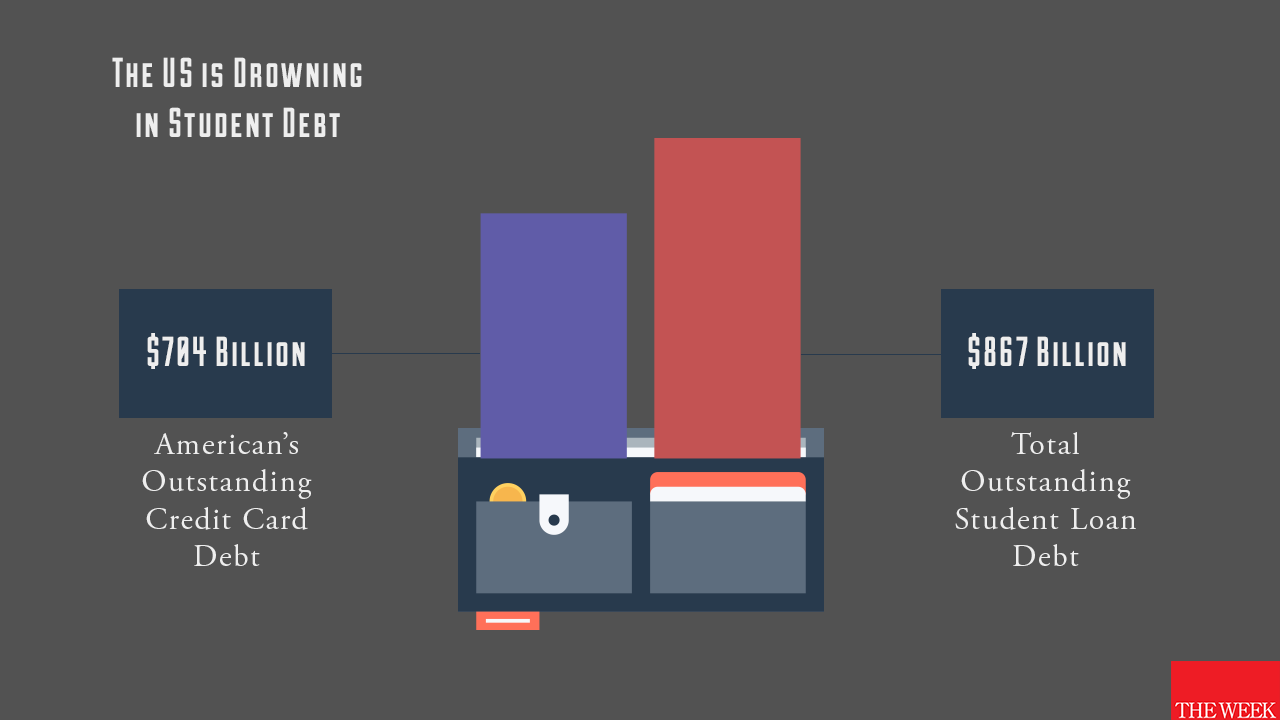 The US is Drowning
in Student Debt
$704 Billion
American's
Outstanding
Credit Card
Debt
$867 Billion
Total
Outstanding
Student Loan
Debt
THE WEEK